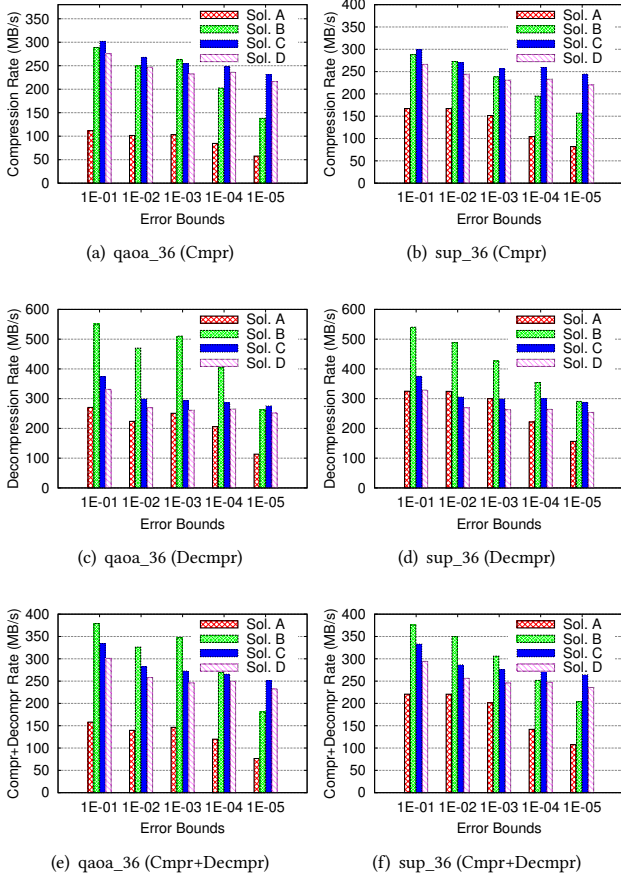 Compression Rate (MB/s)
350
300
250
200
150
100
50
0
Sol. A
Sol. B
Sol. C
Sol. D
1E-01 1E-02 1E-03 1E-04 1E-05
Error Bounds
(a) qaoa_36 (Cmpr)
Compression Rate (MB/s)
400
350
300
250
200
150
100
50
0
Sol. A
Sol. B
Sol. C
Sol. D
1E-01 1E-02 1E-03 1E-04 1E-05
Error Bounds
(b) sup_36 (Cmpr)
Decompression Rate (MB/s)
600
500
400
300
200
100
0
Sol. A
Sol. B
Sol. C
Sol. D
1E-01 1E-02 1E-03 1E-04 1E-05
Error Bounds
(c) qaoa_36 (Decmpr)
Decompression Rate (MB/s)
600
500
400
300
200
100
0
Sol. A
Sol. B
Sol. C
Sol. D
1E-01 1E-02 1E-03 1E-04 1E-05
Error Bounds
(d) sup_36 (Decmpr)
Compr+Decompr Rate (MB/s)
400
350
300
250
200
150
100
50
0
Sol. A
Sol. B
Sol. C
Sol. D
1E-01 1E-02 1E-03 1E-04 1E-05
Error Bounds
(e) qaoa_36 (Cmpr+Decmpr)
Compr+Decompr Rate (MB/s)
400
350
300
250
200
150
100
50
0
Sol. A
Sol. B
Sol. C
Sol. D
1E-01 1E-02 1E-03 1E-04 1E-05
Error Bounds
(f) sup_36 (Cmpr+Decmpr)